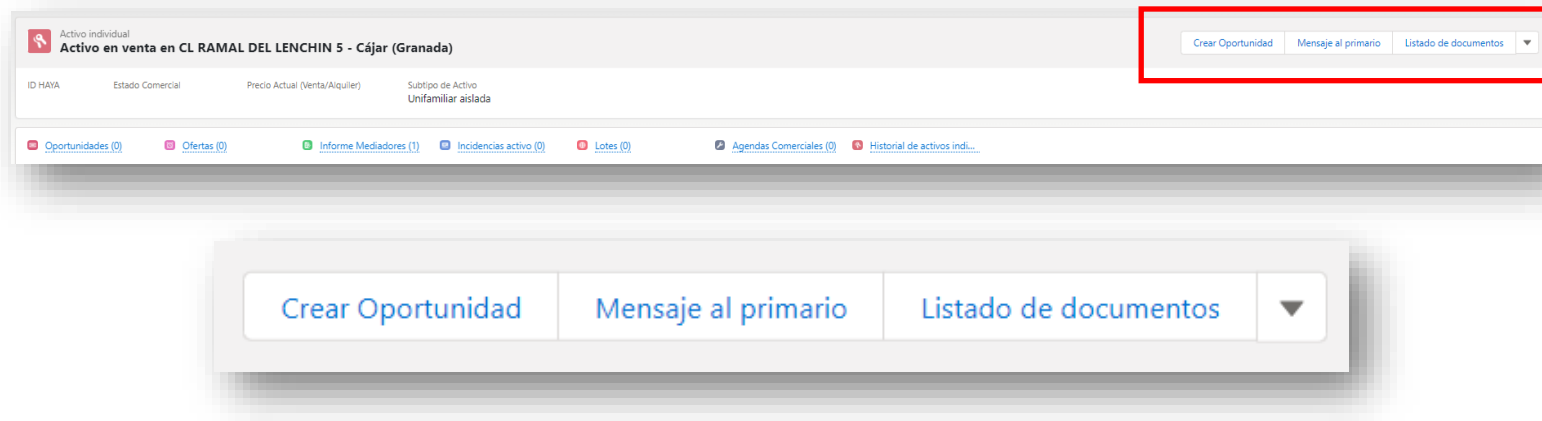 Activo individual
Activo en venta en CL RAMAL DEL LENCHIN 5 - Cájar (Granada)
Crear Oportunidad Mensaje al primario Listado de documentos
ID HAYA Estado Comercial Precio Actual (Venta/Alquiler) Subtipo de Activo
Unifamiliar aislada
Oportunidades (0) Ofertas (0) Informe Mediadores (1) Incidencias activo (0) Lotes (0) Agendas Comerciales (0) Historial de activos indi...
Crear Oportunidad Mensaje al primario Listado de documentos